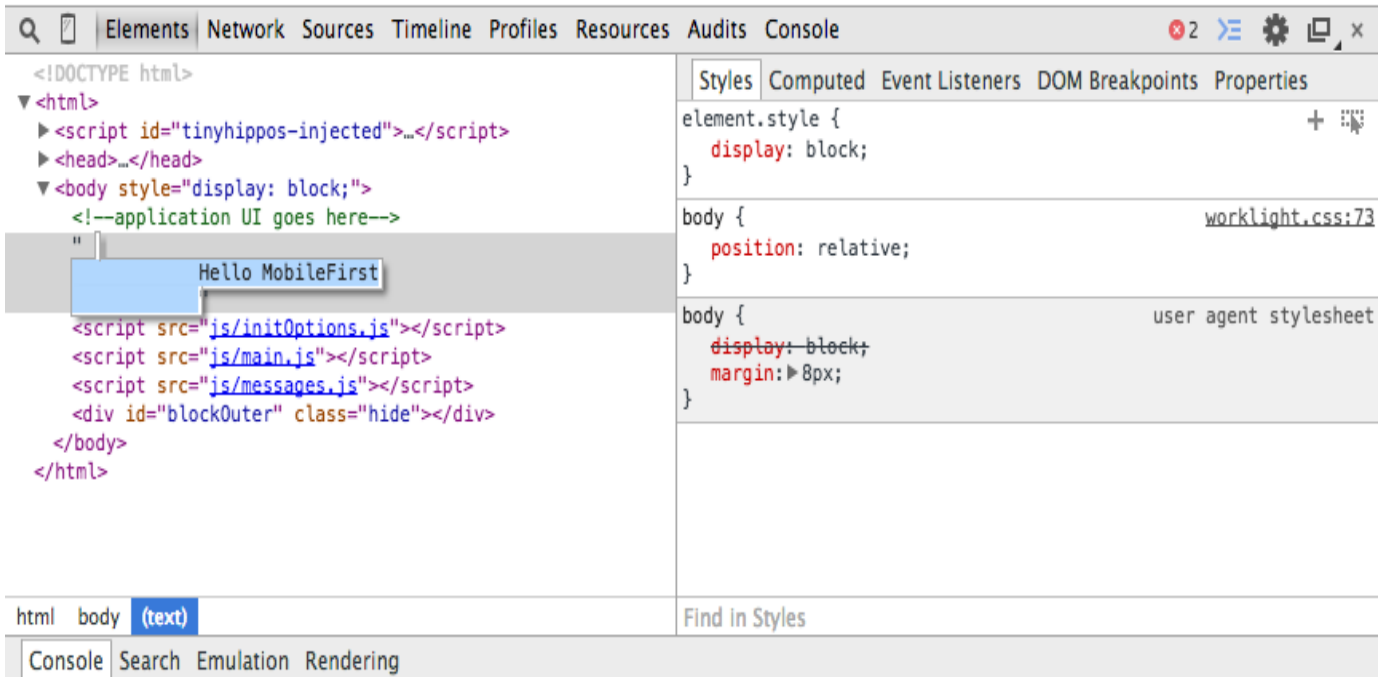 Elements Network Sources Timeline Profiles Resources Audits Console 2
<!DOCTYPE html>
▼<html>
▶<script id="tinyhippos-injected">…</script>
▶<head>…</head>
▼<body style="display: block;">
<!--application UI goes here-->
"
Hello MobileFirst
"
<script src="js/initOptions.js"></script>
<script src="js/main.js"></script>
<script src="js/messages.js"></script>
<div id="blockOuter" class="hide"></div>
</body>
</html>
html body (text)
Styles Computed Event Listeners DOM Breakpoints Properties
element.style {
display: block;
}
body { worklight.css:73
position: relative;
}
body { user agent stylesheet
display: block;
margin:▶8px;
}
Find in Styles
Console Search Emulation Rendering